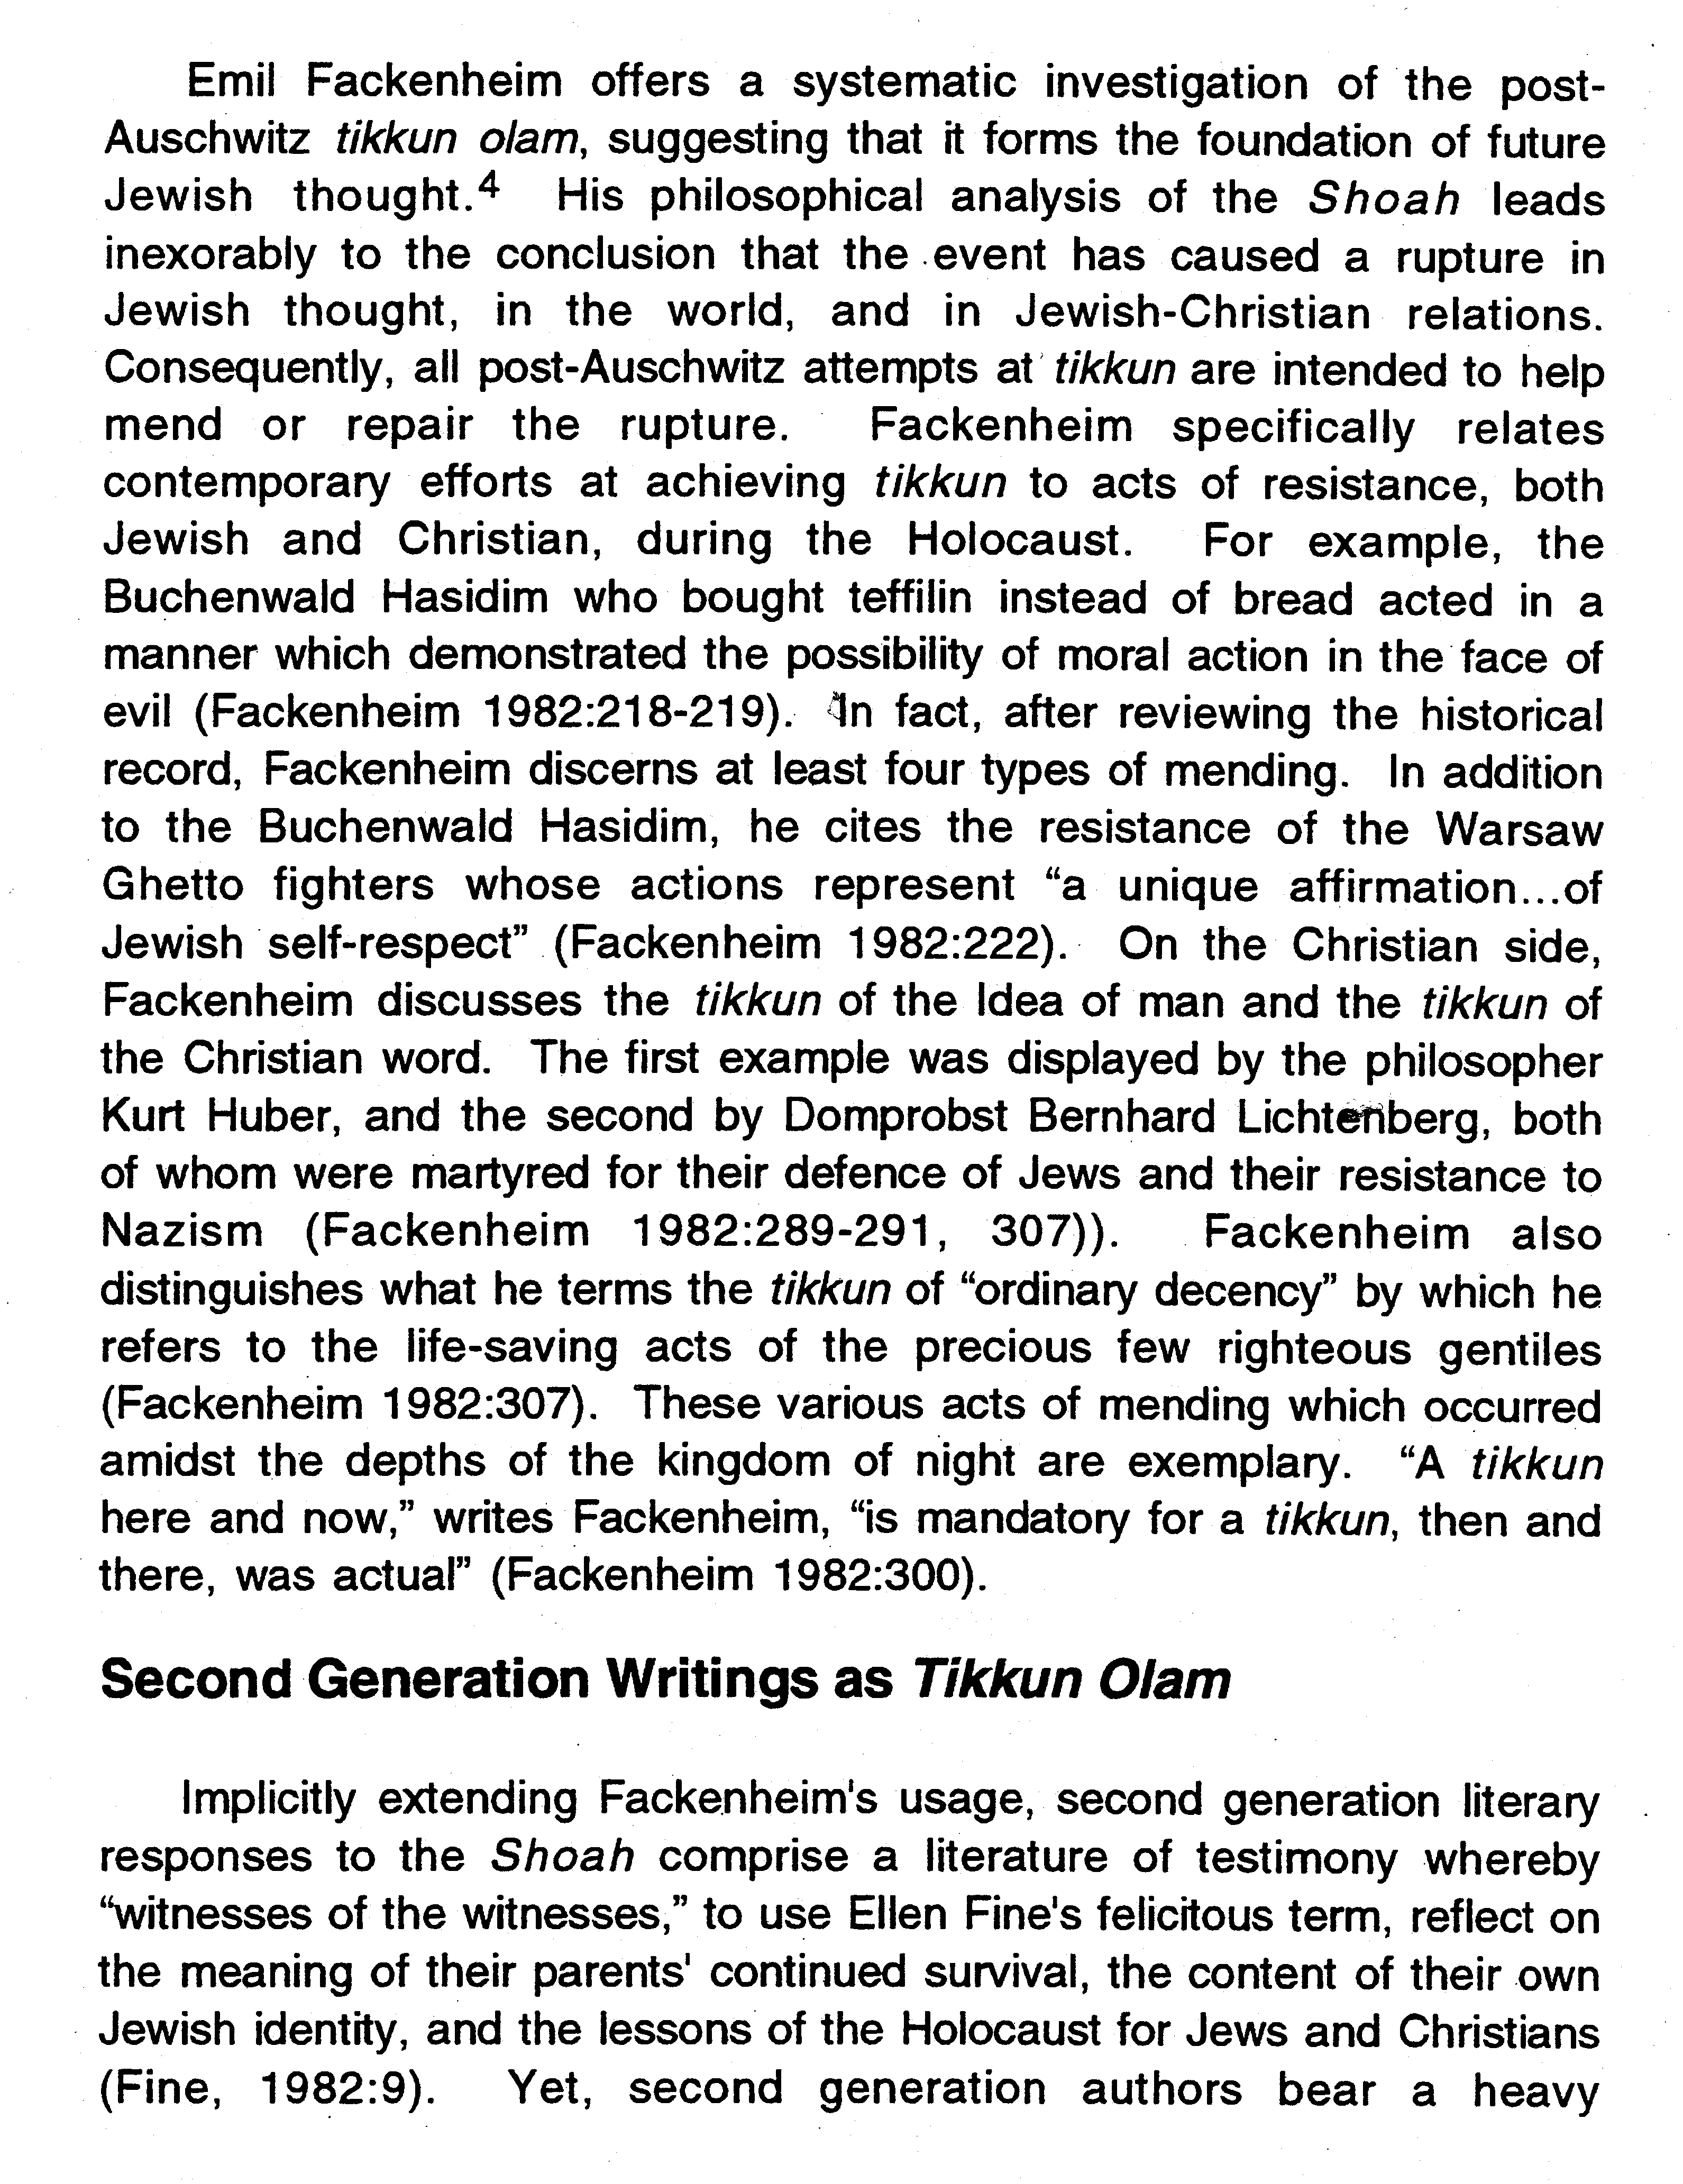 Emil Fackenheim offers a systematic investigation of the post-
Auschwitz tikkun olam, suggesting that it forms the foundation of future
Jewish thought.4 His philosophical analysis of the Shoah leads
inexorably to the conclusion that the event has caused a rupture in
Jewish thought, in the world, and in Jewish-Christian relations.
Consequently, all post-Auschwitz attempts at tikkun are intended to help
mend or repair the rupture. Fackenheim specifically relates
contemporary efforts at achieving tikkun to acts of resistance, both
Jewish and Christian, during the Holocaust. For example, the
Buchenwald Hasidim who bought teffilin instead of bread acted in a
manner which demonstrated the possibility of moral action in the face of
evil (Fackenheim 1982:218-219). In fact, after reviewing the historical
record, Fackenheim discerns at least four types of mending. In addition
to the Buchenwald Hasidim, he cites the resistance of the Warsaw
Ghetto fighters whose actions represent “a unique affirmation...of
Jewish self-respect” (Fackenheim 1982:222). On the Christian side,
Fackenheim discusses the tikkun of the Idea of man and the tikkun of
the Christian word. The first example was displayed by the philosopher
Kurt Huber, and the second by Domprobst Bernhard Lichtenberg, both
of whom were martyred for their defence of Jews and their resistance to
Nazism (Fackenheim 1982:289-291, 307)). Fackenheim also
distinguishes what he terms the tikkun of “ordinary decency” by which he
refers to the life-saving acts of the precious few righteous gentiles
(Fackenheim 1982:307). These various acts of mending which occurred
amidst the depths of the kingdom of night are exemplary. “A tikkun
here and now,” writes Fackenheim, “is mandatory for a tikkun, then and
there, was actual” (Fackenheim 1982:300).
Second Generation Writings as Tikkun Olam
Implicitly extending Fackenheim's usage, second generation literary
responses to the Shoah comprise a literature of testimony whereby
“witnesses of the witnesses,” to use Ellen Fine's felicitous term, reflect on
the meaning of their parents' continued survival, the content of their own
Jewish identity, and the lessons of the Holocaust for Jews and Christians
(Fine, 1982:9). Yet, second generation authors bear a heavy